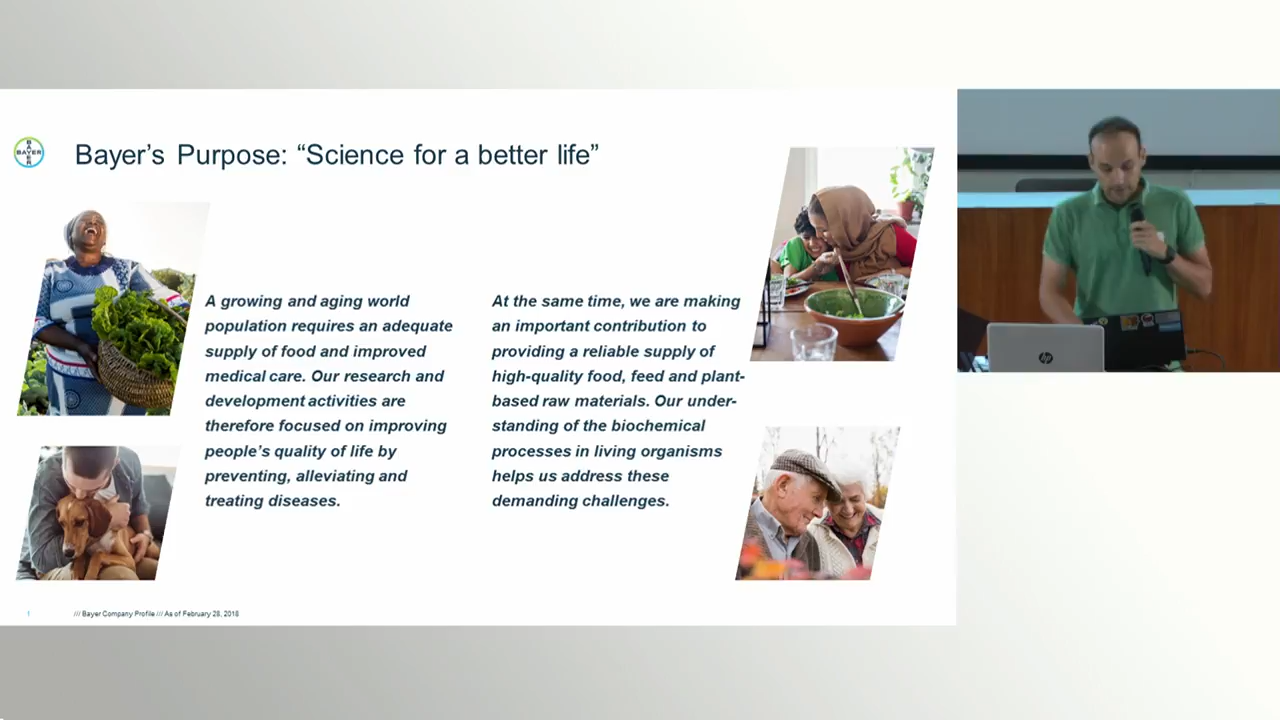 Bayer's Purpose: “Science for a better life”
BAYER
BAYER
A growing and aging world
population requires an adequate
supply of food and improved
medical care. Our research and
development activities are
therefore focused on improving
people's quality of life by
preventing, alleviating and
treating diseases.
At the same time, we are making
an important contribution to
providing a reliable supply of
high-quality food, feed and plant-
based raw materials. Our under-
standing of the biochemical
processes in living organisms
helps us address these
demanding challenges.
hp
1
/// Bayer Company Profile /// As of February 28, 2018